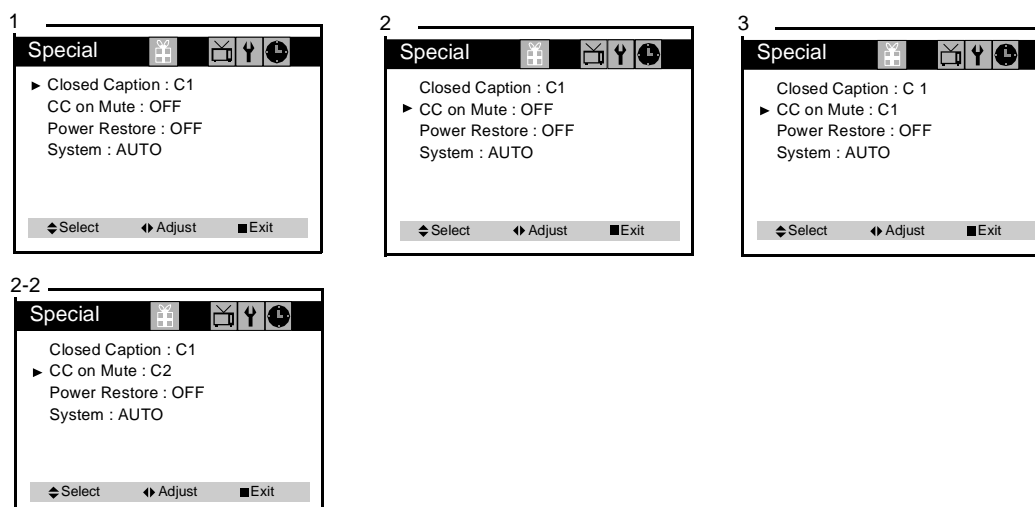 1
Special
Closed Caption : C1
CC on Mute : OFF
Power Restore : OFF
System : AUTO
Select Adjust Exit
2
Special
Closed Caption : C1
CC on Mute : OFF
Power Restore : OFF
System : AUTO
Select Adjust Exit
3
Special
Closed Caption : C 1
CC on Mute : C1
Power Restore : OFF
System : AUTO
Select Adjust Exit
2-2
Special
Closed Caption : C1
CC on Mute : C2
Power Restore : OFF
System : AUTO
Select Adjust Exit